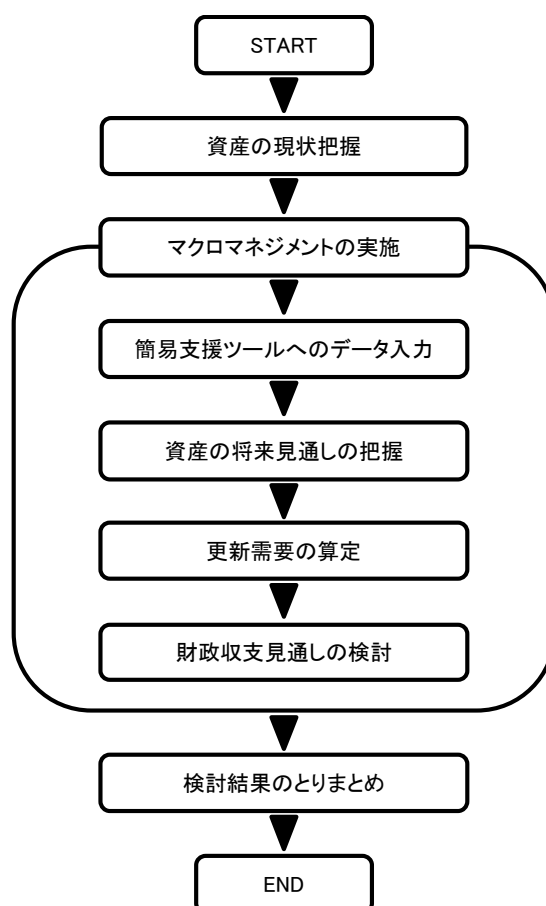 START
資産の現状把握
マクロマネジメントの実施
簡易支援ツールへのデータ入力
資産の将来見通しの把握
更新需要の算定
財政収支見通しの検討
検討結果のとりまとめ
END